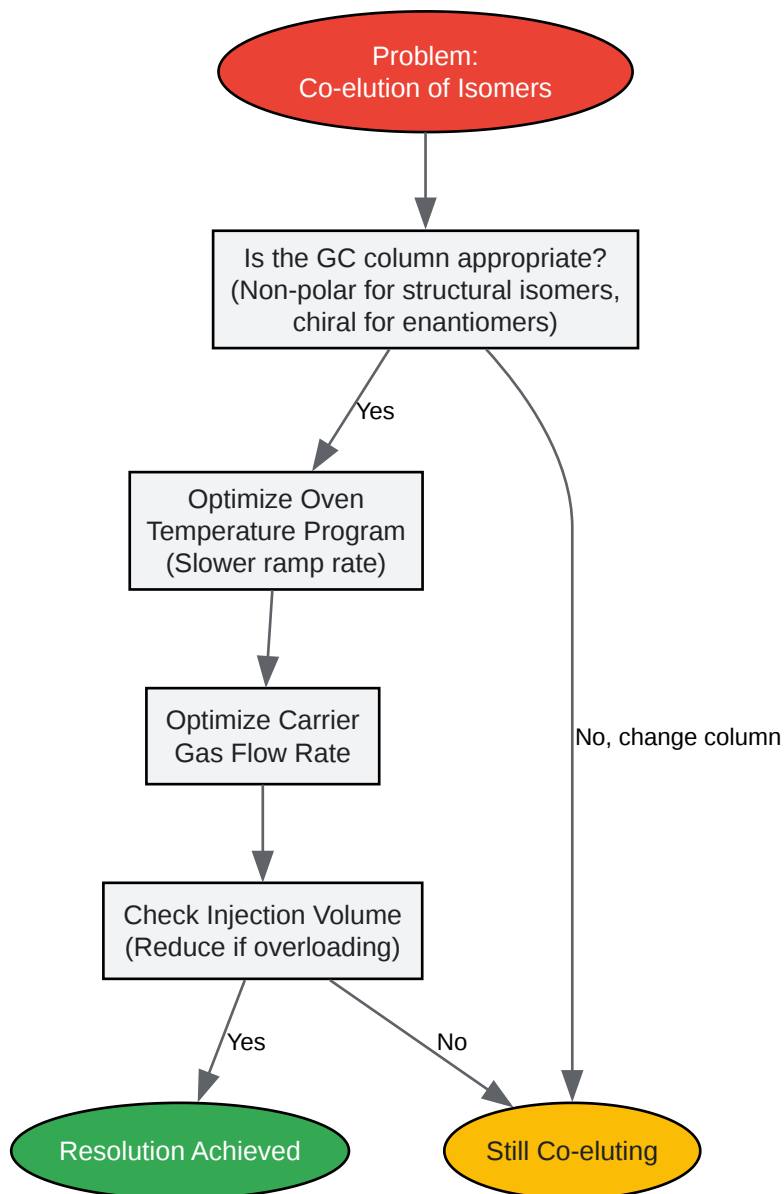 Problem:
Co-elution of Isomers
Is the GC column appropriate?
(Non-polar for structural isomers,
chiral for enantiomers)
Yes
Optimize Oven
Temperature Program
(Slower ramp rate)
Optimize Carrier
Gas Flow Rate
No, change column
Check Injection Volume
(Reduce if overloading)
Yes
No
Resolution Achieved
Still Co-eluting